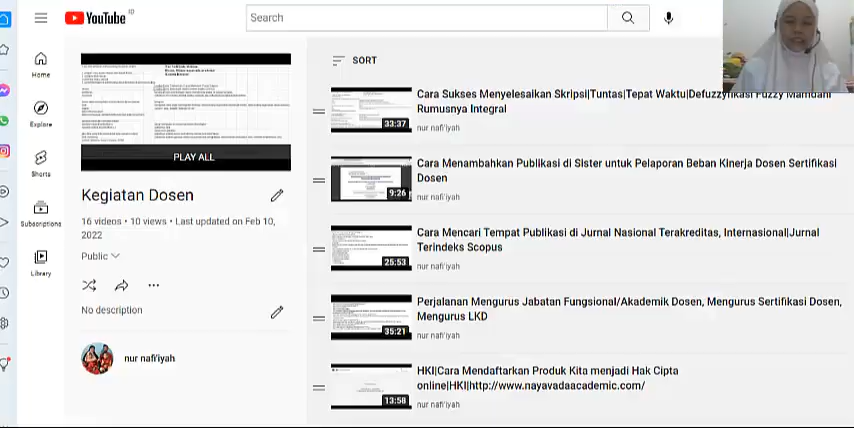 YouTube ID
Search
Home
Explore
Shorts
Subscriptions
Library
PLAY ALL
Kegiatan Dosen
16 videos • 10 views • Last updated on Feb 10,
2022
Public
No description
nur nafi'iyah
SORT
Cara Sukses Menyelesaikan Skripsi|Tuntas|Tepat Waktu|Defuzzyfikasi Fuzzy Mamdani
Rumusnya Integral
nur nafi'iyah
33:37
Cara Menambahkan Publikasi di SIster untuk Pelaporan Beban Kinerja Dosen Sertifikasi
Dosen
nur nafi'iyah
9:26
Cara Mencari Tempat Publikasi di Jurnal Nasional Terakreditas, Internasional|Jurnal
Terindeks Scopus
nur nafi'iyah
25:53
Perjalanan Mengurus Jabatan Fungsional/Akademik Dosen, Mengurus Sertifikasi Dosen,
Mengurus LKD
nur nafi'iyah
35:21
HKI|Cara Mendaftarkan Produk Kita menjadi Hak Cipta
online|HKI|http://www.nayavadaacademic.com/
nur nafi'iyah
13:58